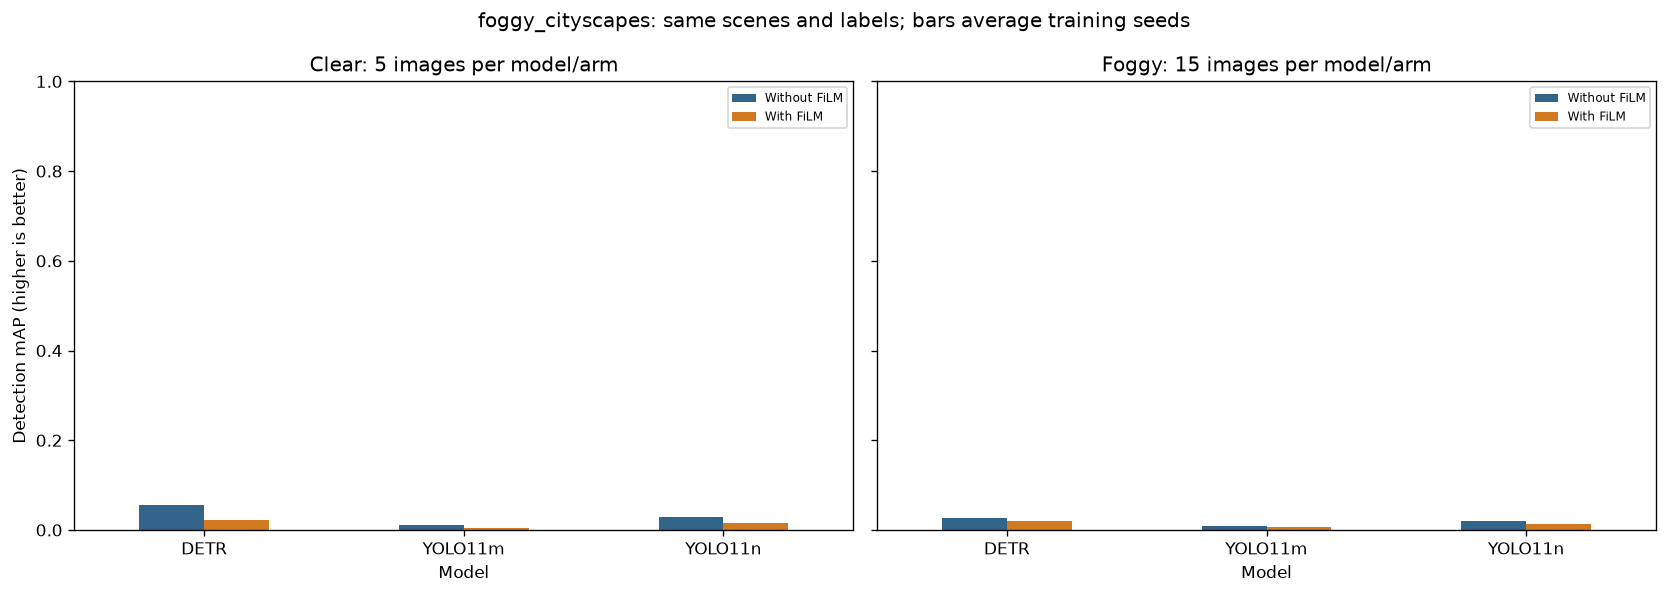 foggy_cityscapes: same scenes and labels; bars average training seeds
Clear: 5 images per model/arm
Without FiLM
With FiLM
Detection mAP (higher is better)
1.0
0.8
0.6
0.4
0.2
0.0
DETR
YOLO11m
YOLO11n
Model
Foggy: 15 images per model/arm
Without FiLM
With FiLM
DETR
YOLO11m
YOLO11n
Model